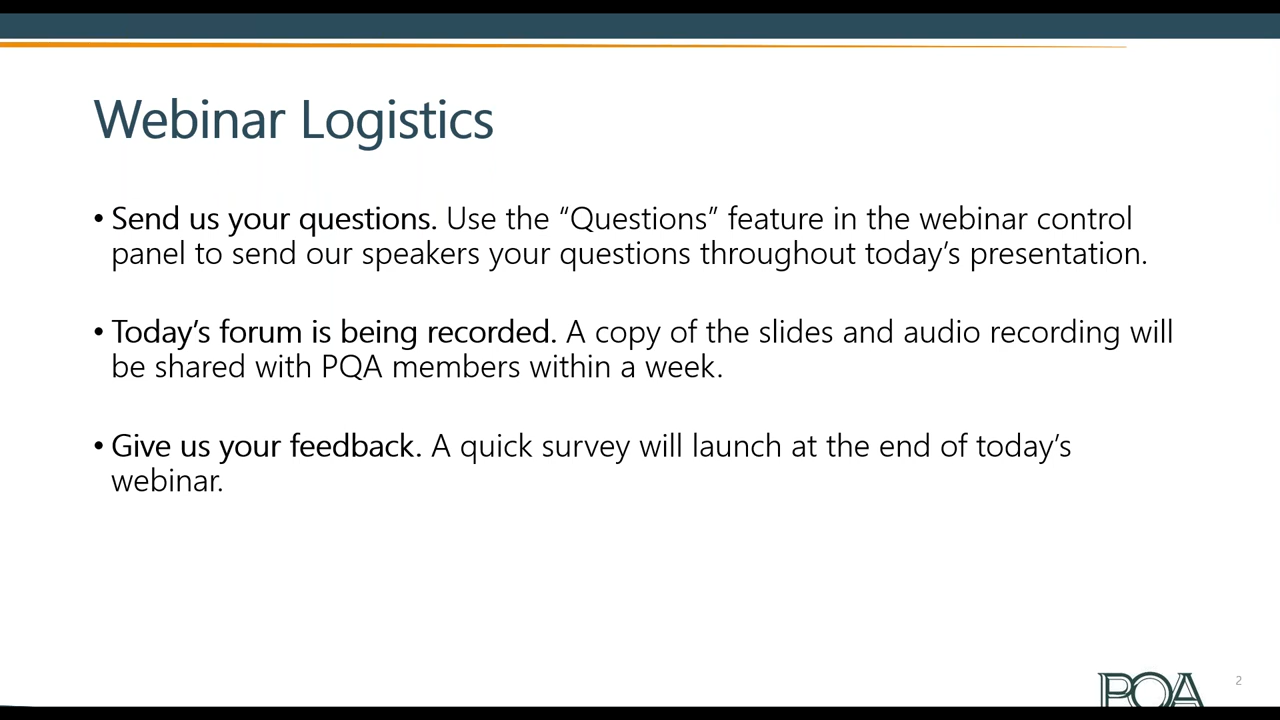 Webinar Logistics
• Send us your questions. Use the “Questions” feature in the webinar control
panel to send our speakers your questions throughout today’s presentation.
• Today’s forum is being recorded. A copy of the slides and audio recording will
be shared with PQA members within a week.
• Give us your feedback. A quick survey will launch at the end of today’s
webinar.
PQA
2